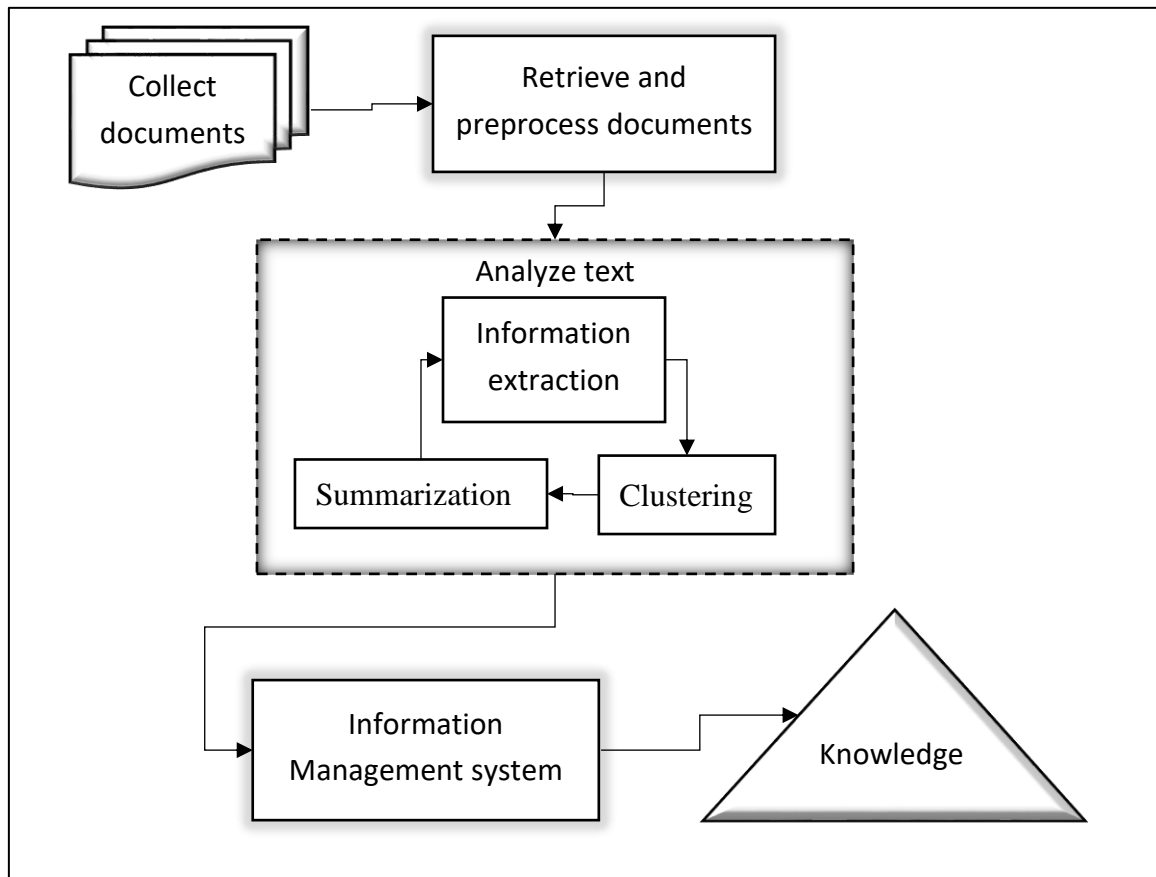 Collect
documents
Retrieve and
preprocess documents
Analyze text
Information
extraction
Summarization
Clustering
Information
Management system
Knowledge